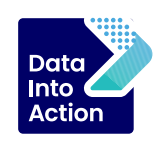 Data
Into
Action